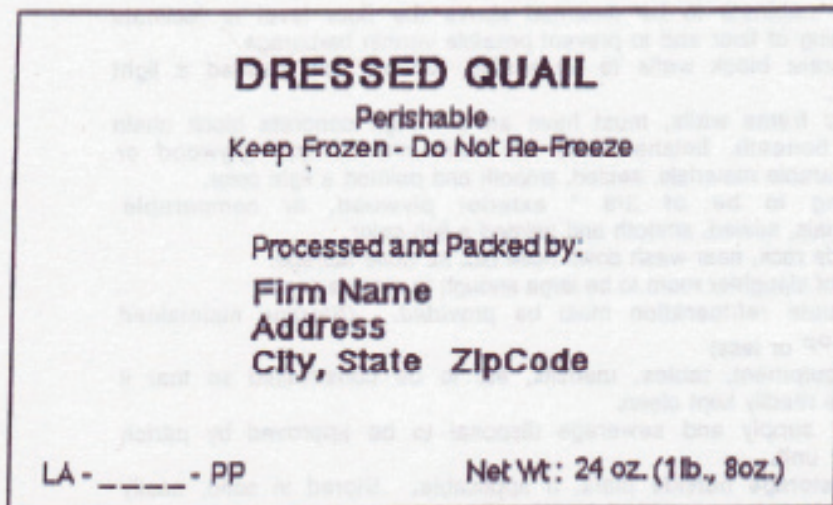 DRESSED QUAIL
Perishable
Keep Frozen - Do Not Re-Freeze
Processed and Packed by:
Firm Name
Address
City, State ZipCode
LA - _ _ _ _ - PP
Net Wt: 24 oz. (1lb., 8oz.)